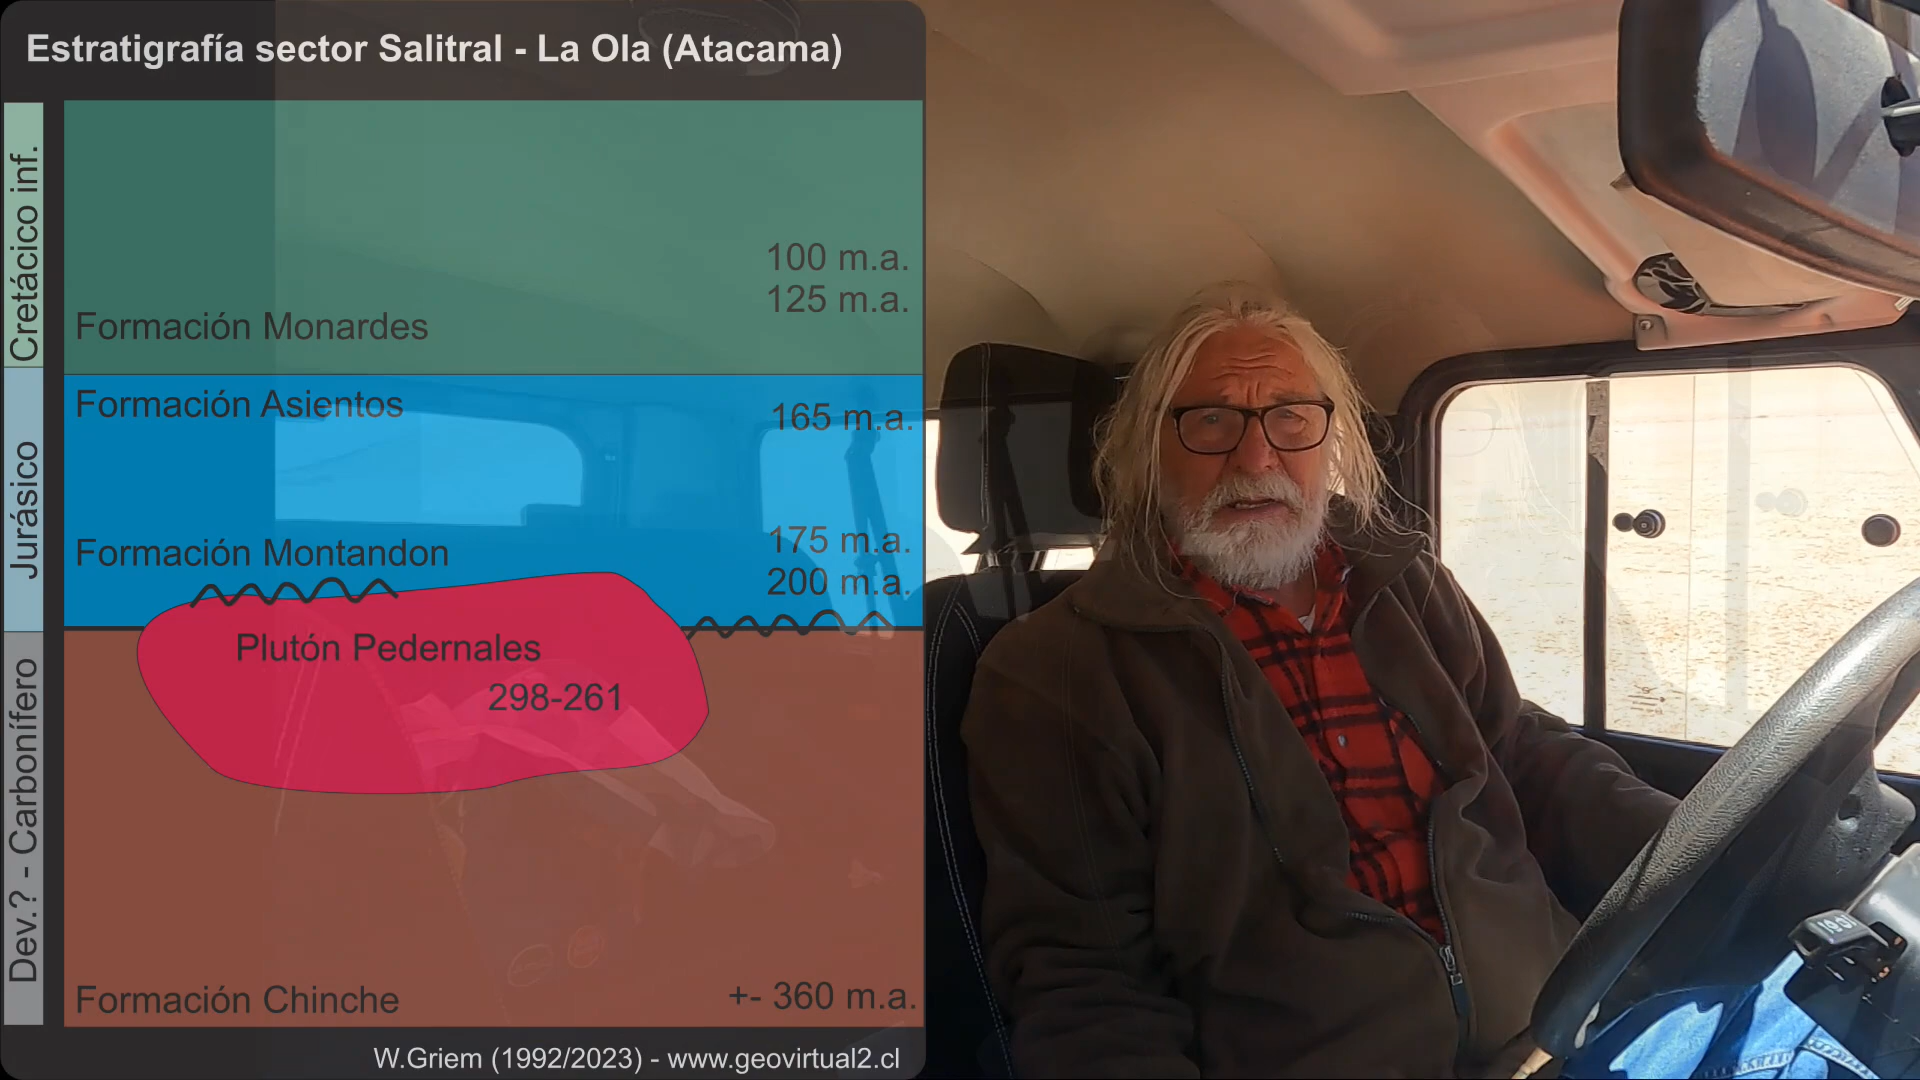 Estratigrafía sector Salitral - La Ola (Atacama)
Cretácico inf.
100 m.a.
125 m.a.
Formación Monardes
Jurásico
Formación Asientos
165 m.a.
175 m.a.
Formación Montandon
200 m.a.
Plutón Pedernales
298-261
Dev.? - Carbonífero
Formación Chinche
+- 360 m.a.
W.Griem (1992/2023) - www.geovirtual2.cl